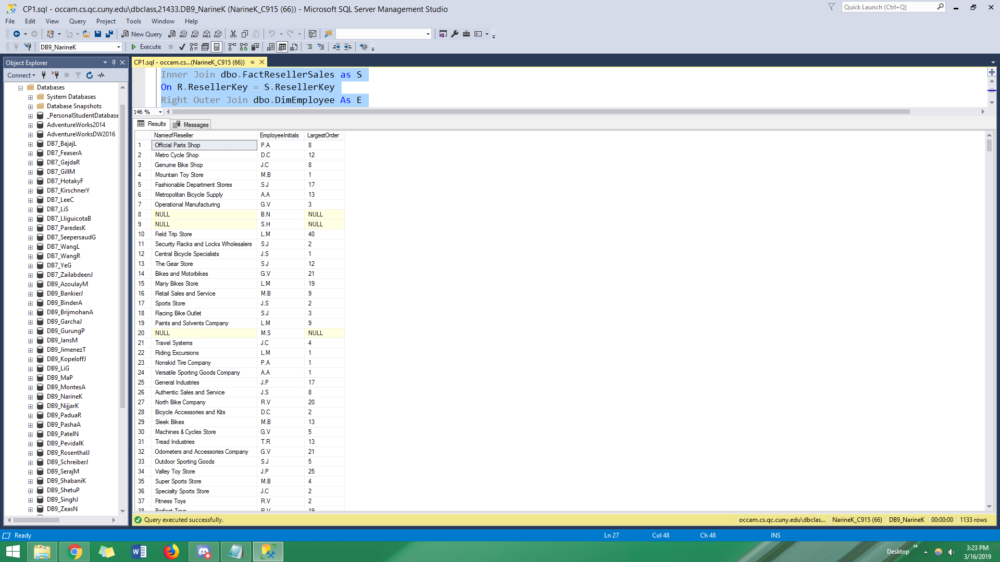 CP1.sql - occam.cs.qc.cuny.edu\dbclass,21433.DB9_NarineK (NarineK_C915 (66)) - Microsoft SQL Server Management Studio
Quick Launch (Ctrl+Q)
File Edit View Query Project Tools Window Help
New Query
MDX DMX XMLA DAX
DB9_NarineK
Execute
Object Explorer
Connect
Databases
System Databases
Database Snapshots
_PersonalStudentDatabase
AdventureWorks2014
AdventureWorksDW2016
DB7_BajajL
DB7_FeaserA
DB7_GajdaR
DB7_GillM
DB7_HotakyF
DB7_KirschnerY
DB7_LeeC
DB7_LiS
DB7_LliguicotaB
DB7_ParedesK
DB7_SeepersaudG
DB7_WangL
DB7_WangR
DB7_YeG
DB7_ZailabdeenJ
DB9_AzoulayM
DB9_BankierJ
DB9_BinderA
DB9_BrijmohanA
DB9_GarchaJ
DB9_GurungP
DB9_JansM
DB9_JimenezT
DB9_KopeloffJ
DB9_LiG
DB9_MaP
DB9_MontesA
DB9_NarineK
DB9_NijjarK
DB9_PaduaR
DB9_PashaA
DB9_PatelN
DB9_PevidalK
DB9_RosenthalJ
DB9_SchreiberJ
DB9_SerajM
DB9_ShabaniK
DB9_ShetuP
DB9_SinghJ
DB9_ZeasN
CP1.sql - occam.cs...(NarineK_C915 (66))
Inner Join dbo.FactResellerSales as S
On R.ResellerKey = S.ResellerKey
Right Outer Join dbo.DimEmployee As E
146 %
Results Messages
NameofReseller EmployeeInitials LargestOrder
1 Official Parts Shop P.A 8
2 Metro Cycle Shop D.C 12
3 Genuine Bike Shop J.C 8
4 Mountain Toy Store M.B 1
5 Fashionable Department Stores S.J 17
6 Metropolitan Bicycle Supply A.A 13
7 Operational Manufacturing G.V 3
8 NULL B.N NULL
9 NULL S.H NULL
10 Field Trip Store L.M 40
11 Security Racks and Locks Wholesalers S.J 2
12 Central Bicycle Specialists J.S 1
13 The Gear Store S.J 12
14 Bikes and Motorbikes G.V 21
15 Many Bikes Store L.M 19
16 Retail Sales and Service M.B 9
17 Sports Store J.S 2
18 Racing Bike Outlet S.J 3
19 Paints and Solvents Company L.M 9
20 NULL M.S NULL
21 Travel Systems J.C 4
22 Riding Excursions L.M 1
23 Nonskid Tire Company P.A 1
24 Versatile Sporting Goods Company A.A 1
25 General Industries J.P 17
26 Authentic Sales and Service J.S 8
27 North Bike Company R.V 20
28 Bicycle Accessories and Kits D.C 2
29 Sleek Bikes M.B 13
30 Machines & Cycles Store G.V 5
31 Tread Industries T.R 13
32 Odometers and Accessories Company G.V 21
33 Outdoor Sporting Goods S.J 5
34 Valley Toy Store J.P 25
35 Super Sports Store M.B 4
36 Specialty Sports Store J.C 2
37 Fitness Toys R.V 2
38 Perfect Toys R.V 19
Query executed successfully.
occam.cs.qc.cuny.edu\dbclas... NarineK_C915 (66) DB9_NarineK 00:00:00 1133 rows
Ready Ln 27 Col 48 Ch 48 INS
Desktop
3:23 PM
3/16/2019